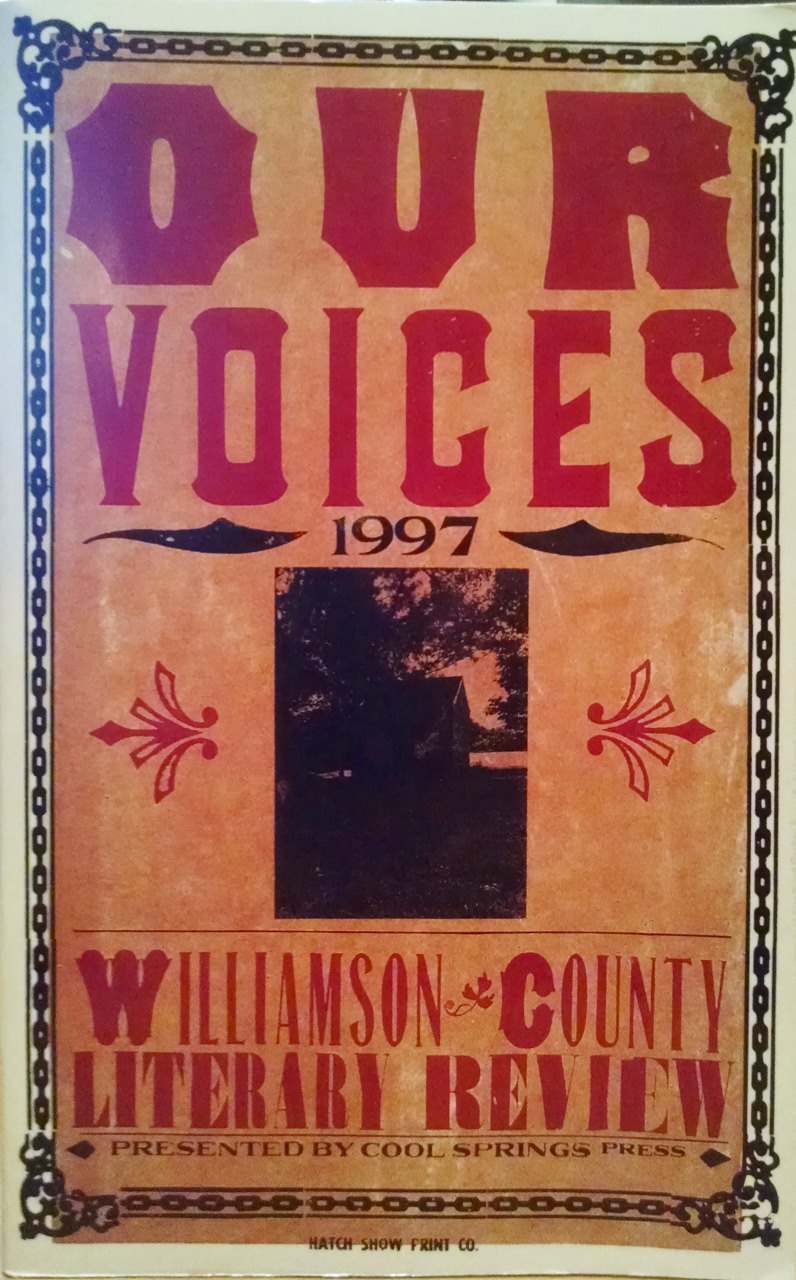 OUR
VOICES
1997
WILLIAMSON COUNTY
LITERARY REVIEW
PRESENTED BY COOL SPRINGS PRESS
HATCH SHOW PRINT CO.